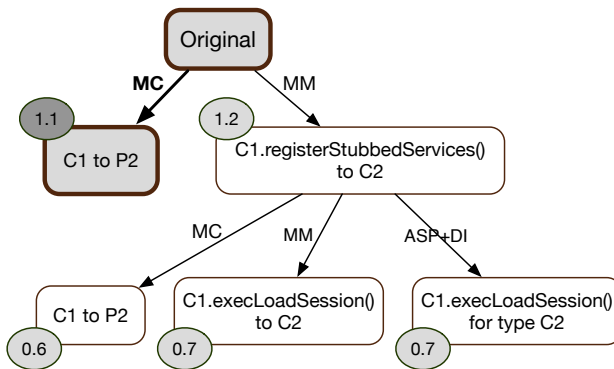 Original
MC
MM
1.1
1.2
C1 to P2
C1.registerStubbedServices()
to C2
MC
MM
ASP+DI
C1 to P2
C1.execLoadSession()
to C2
C1.execLoadSession()
for type C2
0.6
0.7
0.7